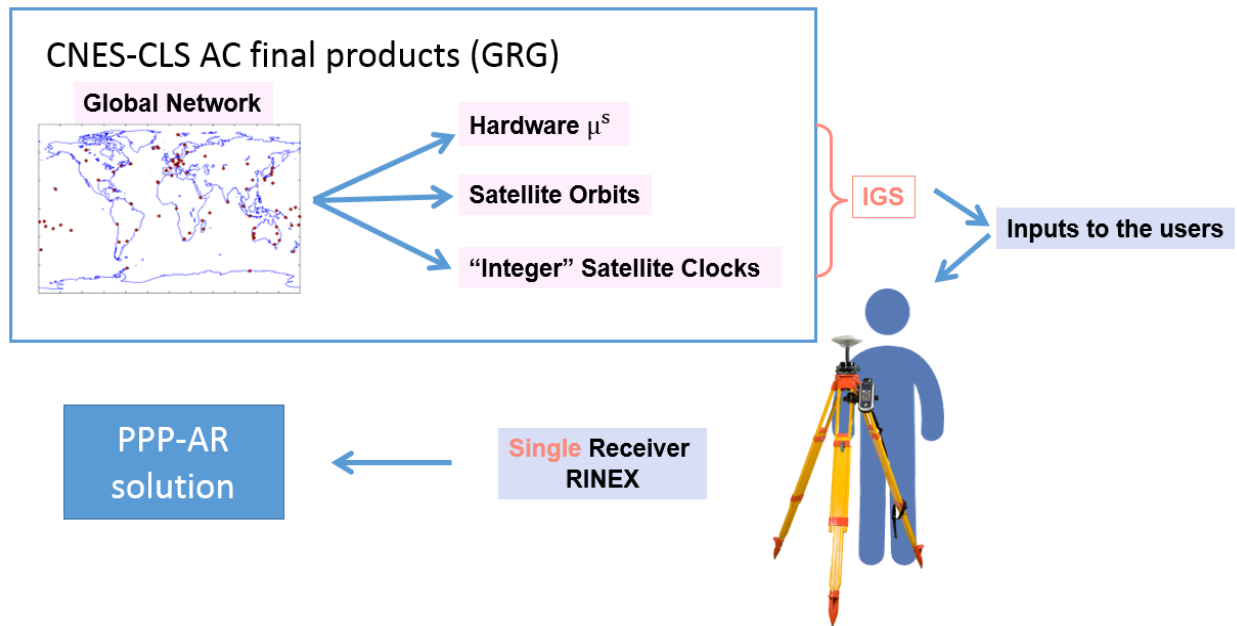 CNES-CLS AC final products (GRG)
Global Network
Hardware μˢ
Satellite Orbits
“Integer” Satellite Clocks
IGS
Inputs to the users
PPP-AR
solution
Single Receiver
RINEX